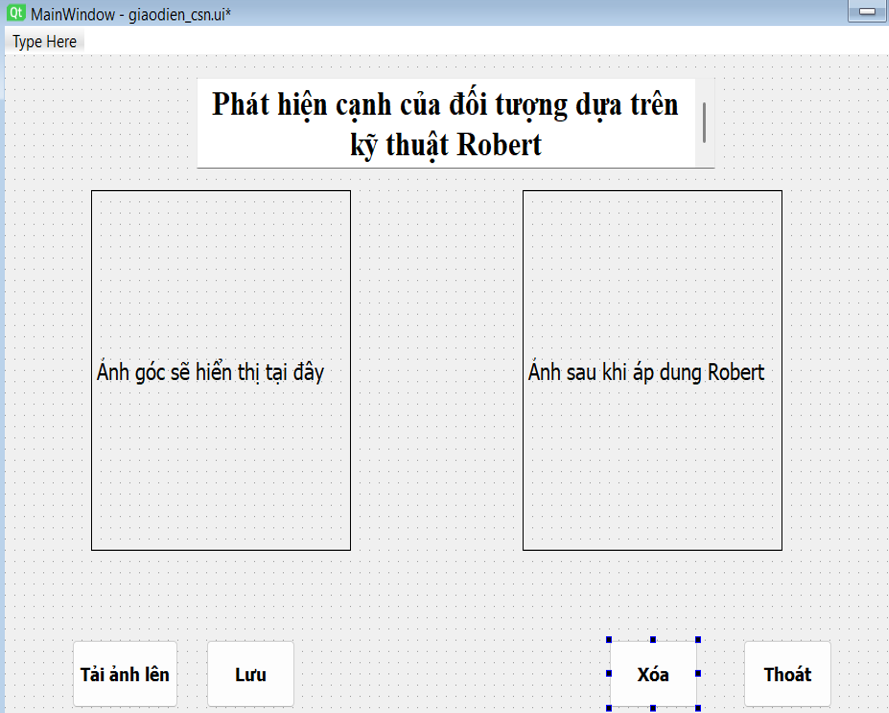 Qt MainWindow - giaodien_csn.ui*
Type Here
Phát hiện cạnh của đối tượng dựa trên
kỹ thuật Robert
Ảnh góc sẽ hiển thị tại đây
Ảnh sau khi áp dung Robert
Tải ảnh lên
Lưu
Xóa
Thoát